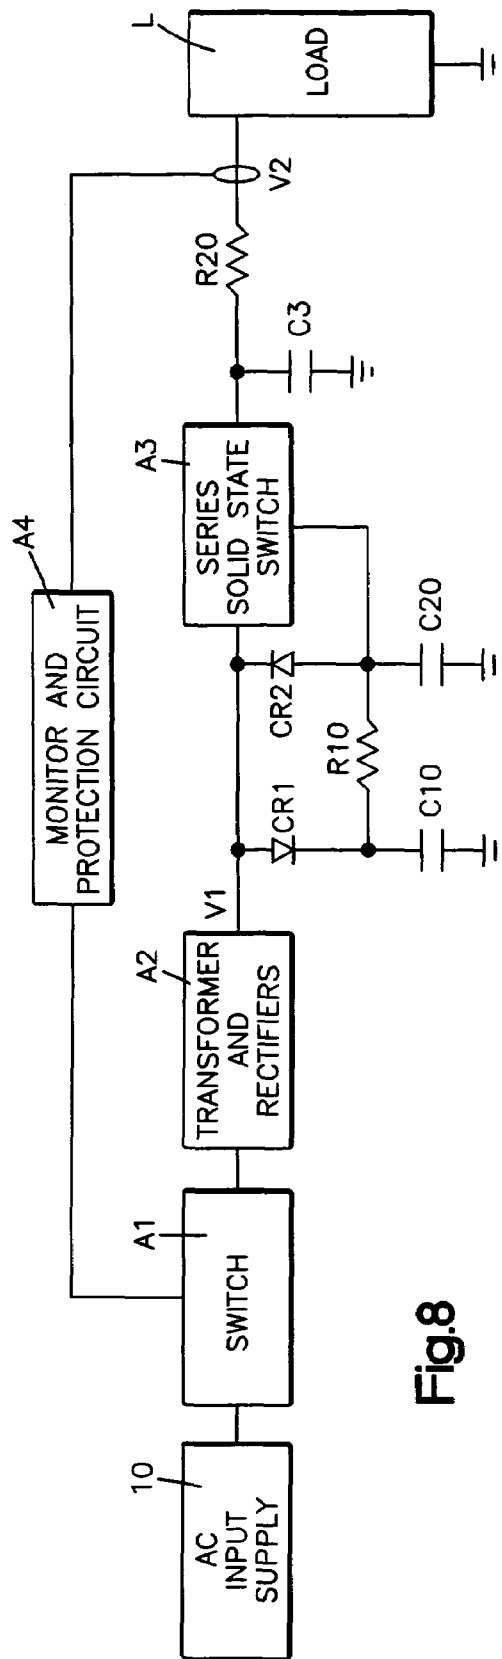 MONITOR AND
PROTECTION CIRCUIT
A4
10
AC
INPUT
SUPPLY
A1
SWITCH
A2
TRANSFORMER
AND
RECTIFIERS
V1
CR1
CR2
R10
C10
C20
A3
SERIES
SOLID STATE
SWITCH
C3
R20
V2
L
LOAD
Fig.8